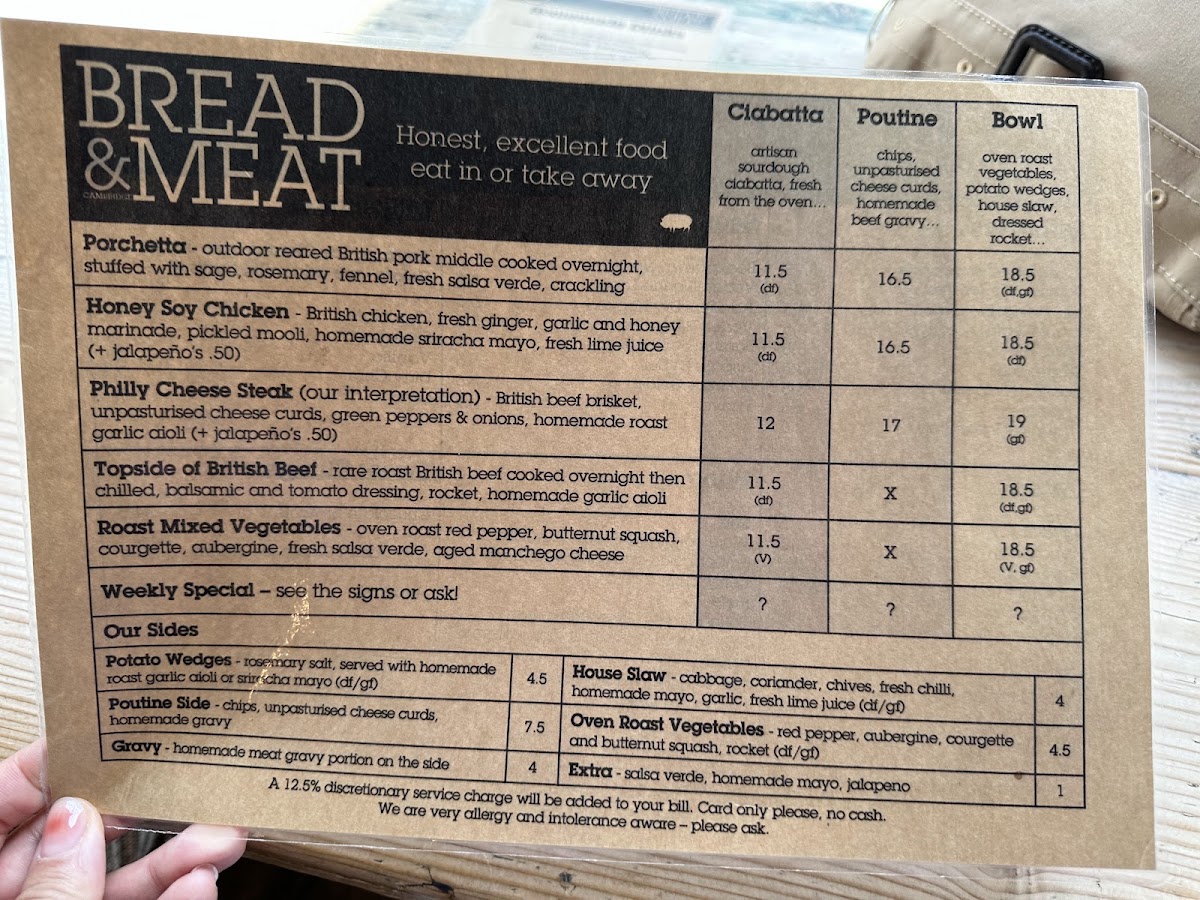 BREAD
&MEAT
CAMBRIDGE
Honest, excellent food
eat in or take away
Ciabatta
artisan
sourdough
ciabatta, fresh
from the oven...
Poutine
chips,
unpasturised
cheese curds,
homemade
beef gravy...
Bowl
oven roast
vegetables,
potato wedges,
house slaw,
dressed
rocket...
Porchetta - outdoor reared British pork middle cooked overnight,
stuffed with sage, rosemary, fennel, fresh salsa verde, crackling
11.5
(df)
16.5
18.5
(df,gf)
Honey Soy Chicken - British chicken, fresh ginger, garlic and honey
marinade, pickled mooli, homemade sriracha mayo, fresh lime juice
(+ jalapeño's .50)
11.5
(df)
16.5
18.5
(df)
Philly Cheese Steak (our interpretation) - British beef brisket,
unpasturised cheese curds, green peppers & onions, homemade roast
garlic aioli (+ jalapeño's .50)
12
17
19
(gf)
Topside of British Beef - rare roast British beef cooked overnight then
chilled, balsamic and tomato dressing, rocket, homemade garlic aioli
11.5
(df)
X
18.5
(df,gf)
Roast Mixed Vegetables - oven roast red pepper, butternut squash,
courgette, aubergine, fresh salsa verde, aged manchego cheese
11.5
(V)
X
18.5
(V, gf)
Weekly Special – see the signs or ask!
?
?
?
Our Sides
Potato Wedges - rosemary salt, served with homemade
roast garlic aioli or sriracha mayo (df/gf)
4.5
Poutine Side - chips, unpasturised cheese curds,
homemade gravy
7.5
Gravy - homemade meat gravy portion on the side
4
House Slaw - cabbage, coriander, chives, fresh chilli,
homemade mayo, garlic, fresh lime juice (df/gf)
4
Oven Roast Vegetables - red pepper, aubergine, courgette
and butternut squash, rocket (df/gf)
4.5
Extra - salsa verde, homemade mayo, jalapeno
1
A 12.5% discretionary service charge will be added to your bill. Card only please, no cash.
We are very allergy and intolerance aware – please ask.